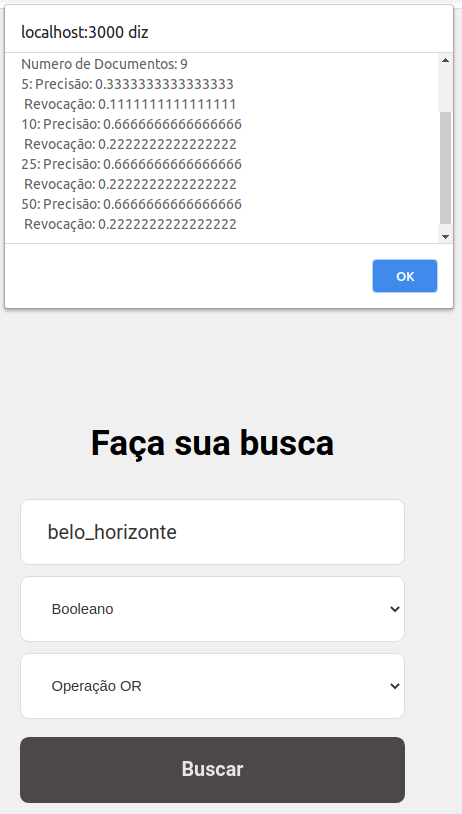 localhost:3000 diz
Numero de Documentos: 9
5: Precisão: 0.3333333333333333
Revocação: 0.1111111111111111
10: Precisão: 0.6666666666666666
Revocação: 0.2222222222222222
25: Precisão: 0.6666666666666666
Revocação: 0.2222222222222222
50: Precisão: 0.6666666666666666
Revocação: 0.2222222222222222
OK
Faça sua busca
belo_horizonte
Booleano
Operação OR
Buscar